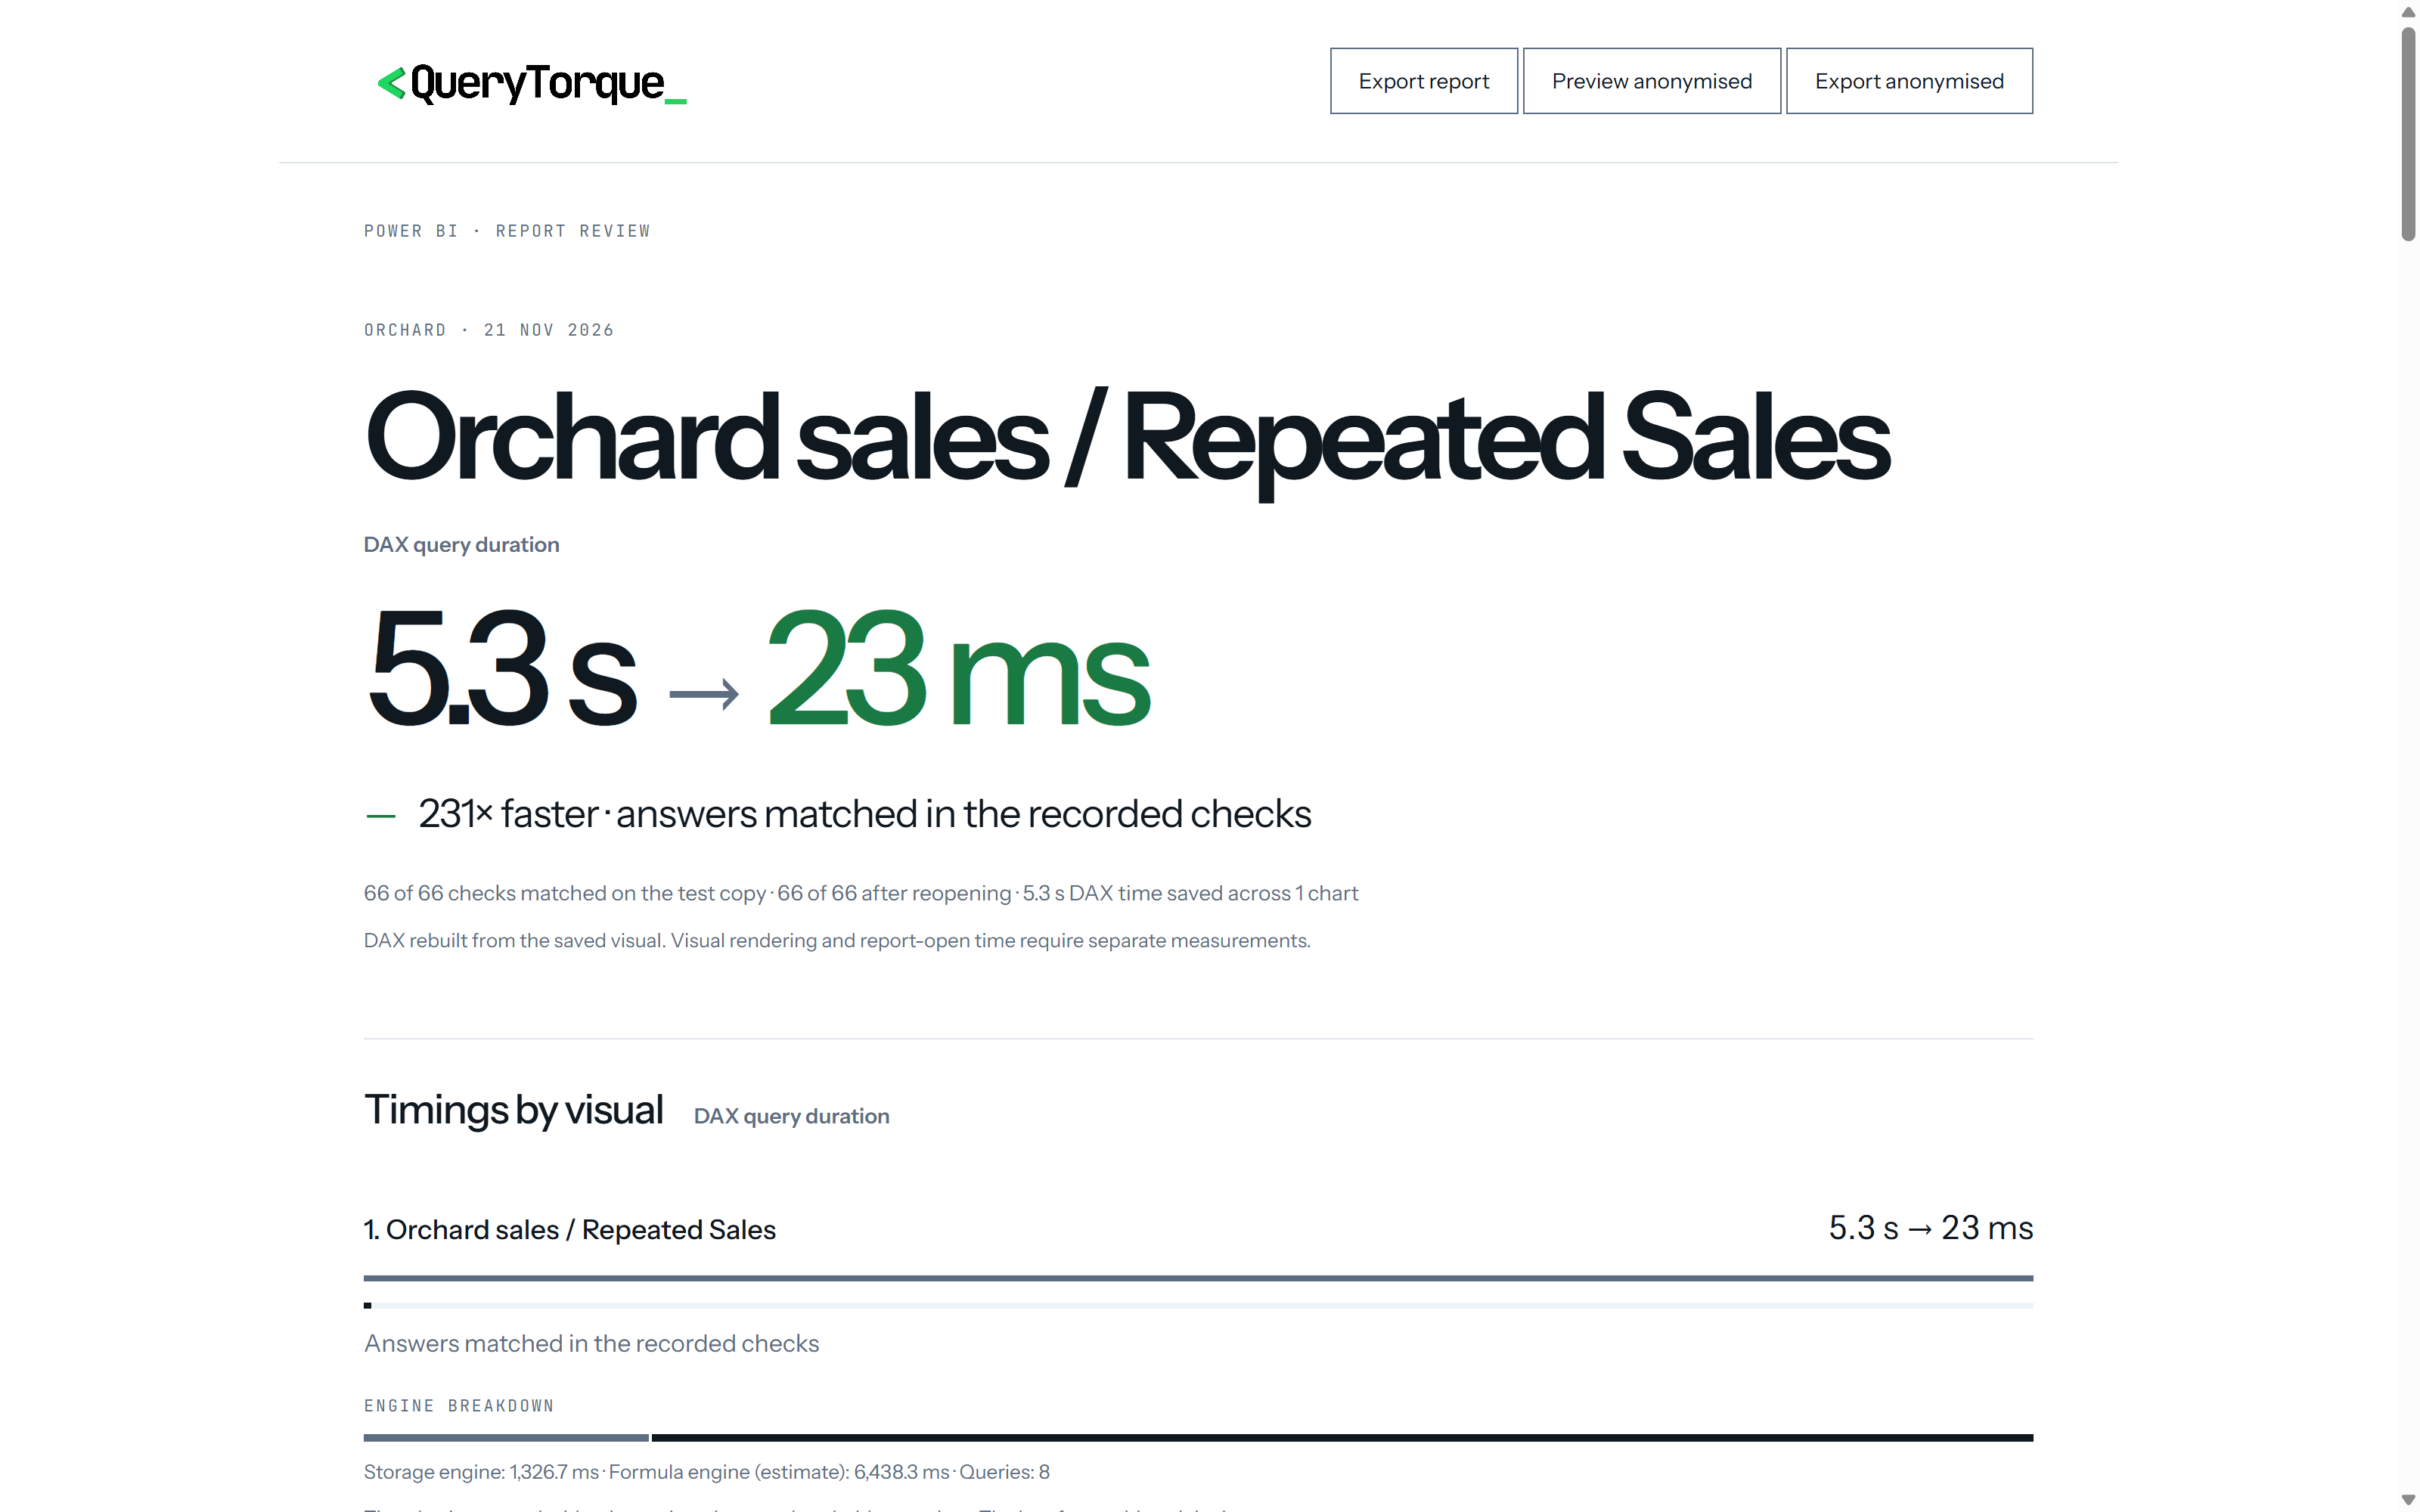 <QueryTorque_
Export report
Preview anonymised
Export anonymised
POWER BI · REPORT REVIEW
ORCHARD · 21 NOV 2026
Orchard sales / Repeated Sales
DAX query duration
5.3 s → 23 ms
— 231× faster · answers matched in the recorded checks
66 of 66 checks matched on the test copy · 66 of 66 after reopening · 5.3 s DAX time saved across 1 chart
DAX rebuilt from the saved visual. Visual rendering and report-open time require separate measurements.
Timings by visual DAX query duration
1. Orchard sales / Repeated Sales 5.3 s → 23 ms
Answers matched in the recorded checks
ENGINE BREAKDOWN
Storage engine: 1,326.7 ms · Formula engine (estimate): 6,438.3 ms · Queries: 8